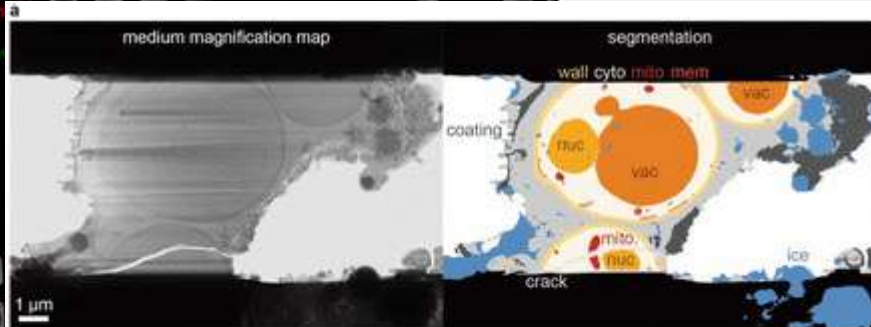 a
medium magnification map
segmentation
wall cyto mito mem
coating
vac
nuc
vac
mito.
nuc
ice
crack
1 µm